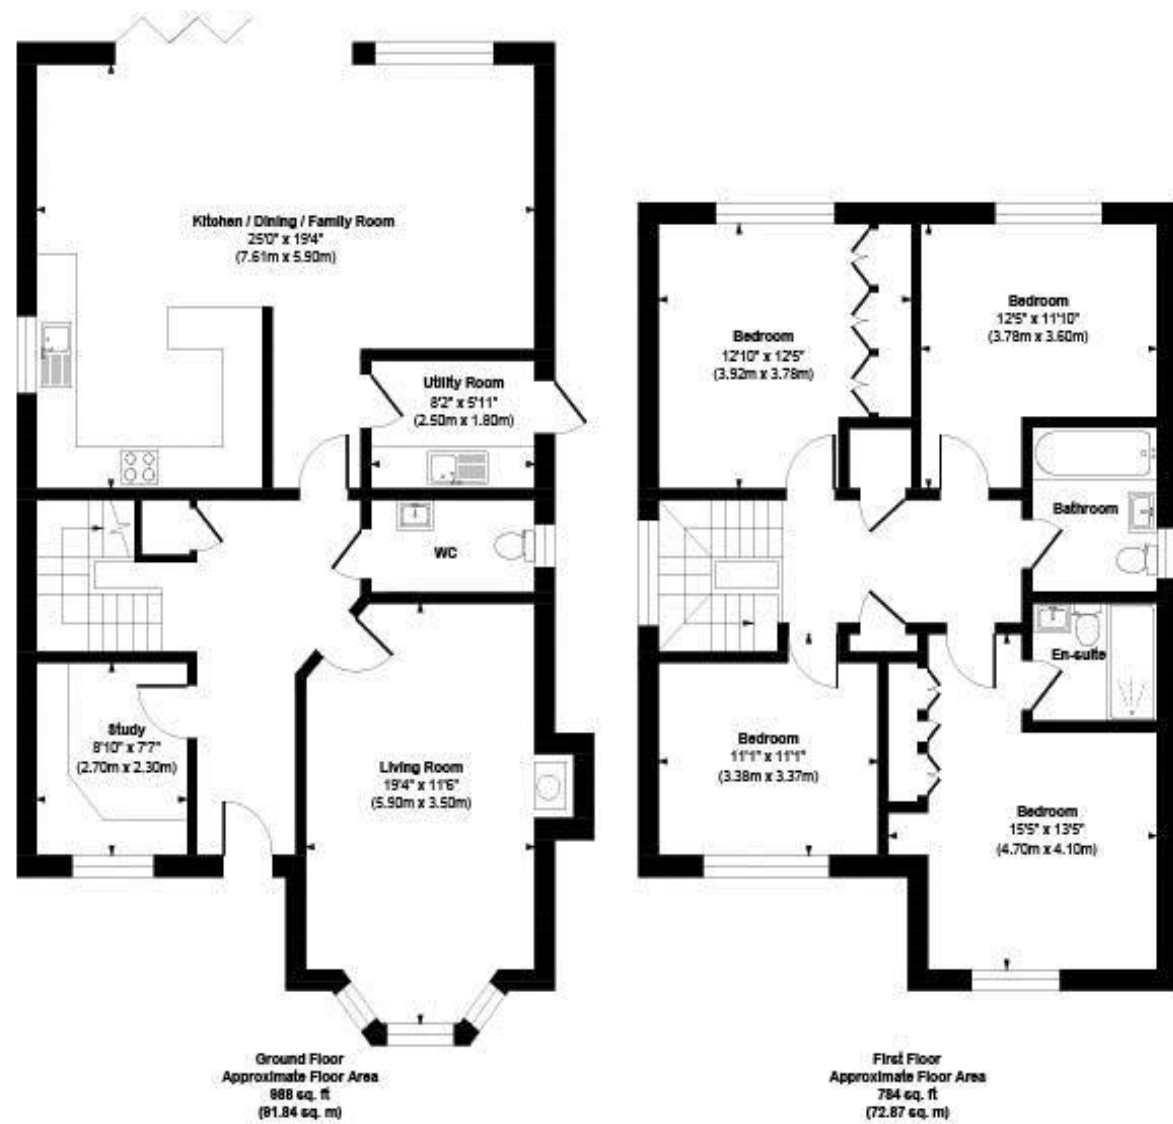 Kitchen / Dining / Family Room
25'0" x 19'4"
(7.61m x 5.90m)
Utility Room
8'2" x 5'11"
(2.50m x 1.80m)
WC
Study
8'10" x 7'7"
(2.70m x 2.30m)
Living Room
19'4" x 11'6"
(5.90m x 3.50m)
Ground Floor
Approximate Floor Area
988 sq. ft
(91.84 sq. m)
Bedroom
12'10" x 12'5"
(3.92m x 3.78m)
Bedroom
12'5" x 11'10"
(3.78m x 3.60m)
Bathroom
En-suite
Bedroom
11'1" x 11'1"
(3.38m x 3.37m)
Bedroom
15'5" x 13'5"
(4.70m x 4.10m)
First Floor
Approximate Floor Area
784 sq. ft
(72.87 sq. m)